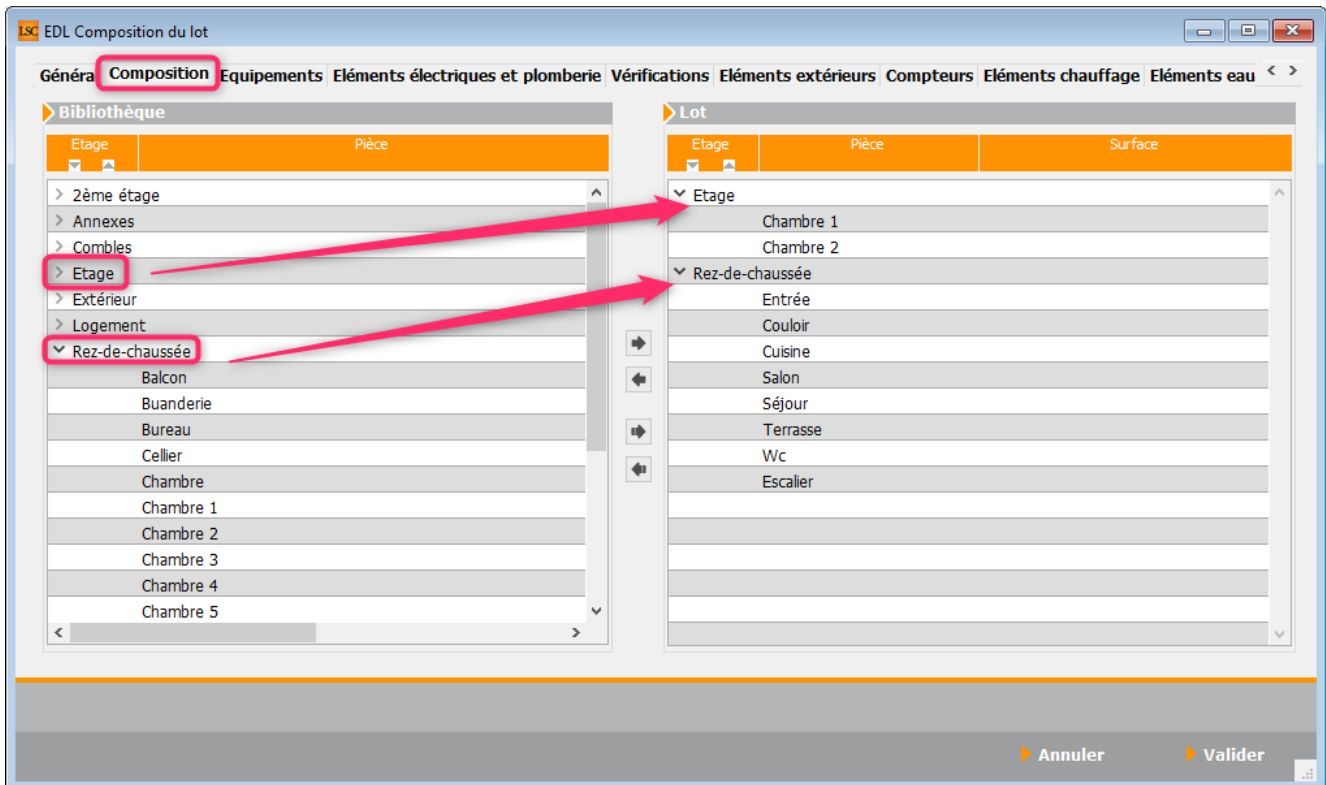 LSC EDL Composition du lot
Généra Composition Equipements Eléments électriques et plomberie Vérifications Eléments extérieurs Compteurs Eléments chauffage Eléments eau
Bibliothèque
Etage Pièce
2ème étage
Annexes
Combles
Etage
Extérieur
Logement
Rez-de-chaussée
Balcon
Buanderie
Bureau
Cellier
Chambre
Chambre 1
Chambre 2
Chambre 3
Chambre 4
Chambre 5
Lot
Etage Pièce Surface
Etage
Chambre 1
Chambre 2
Rez-de-chaussée
Entrée
Couloir
Cuisine
Salon
Séjour
Terrasse
Wc
Escalier
Annuler Valider